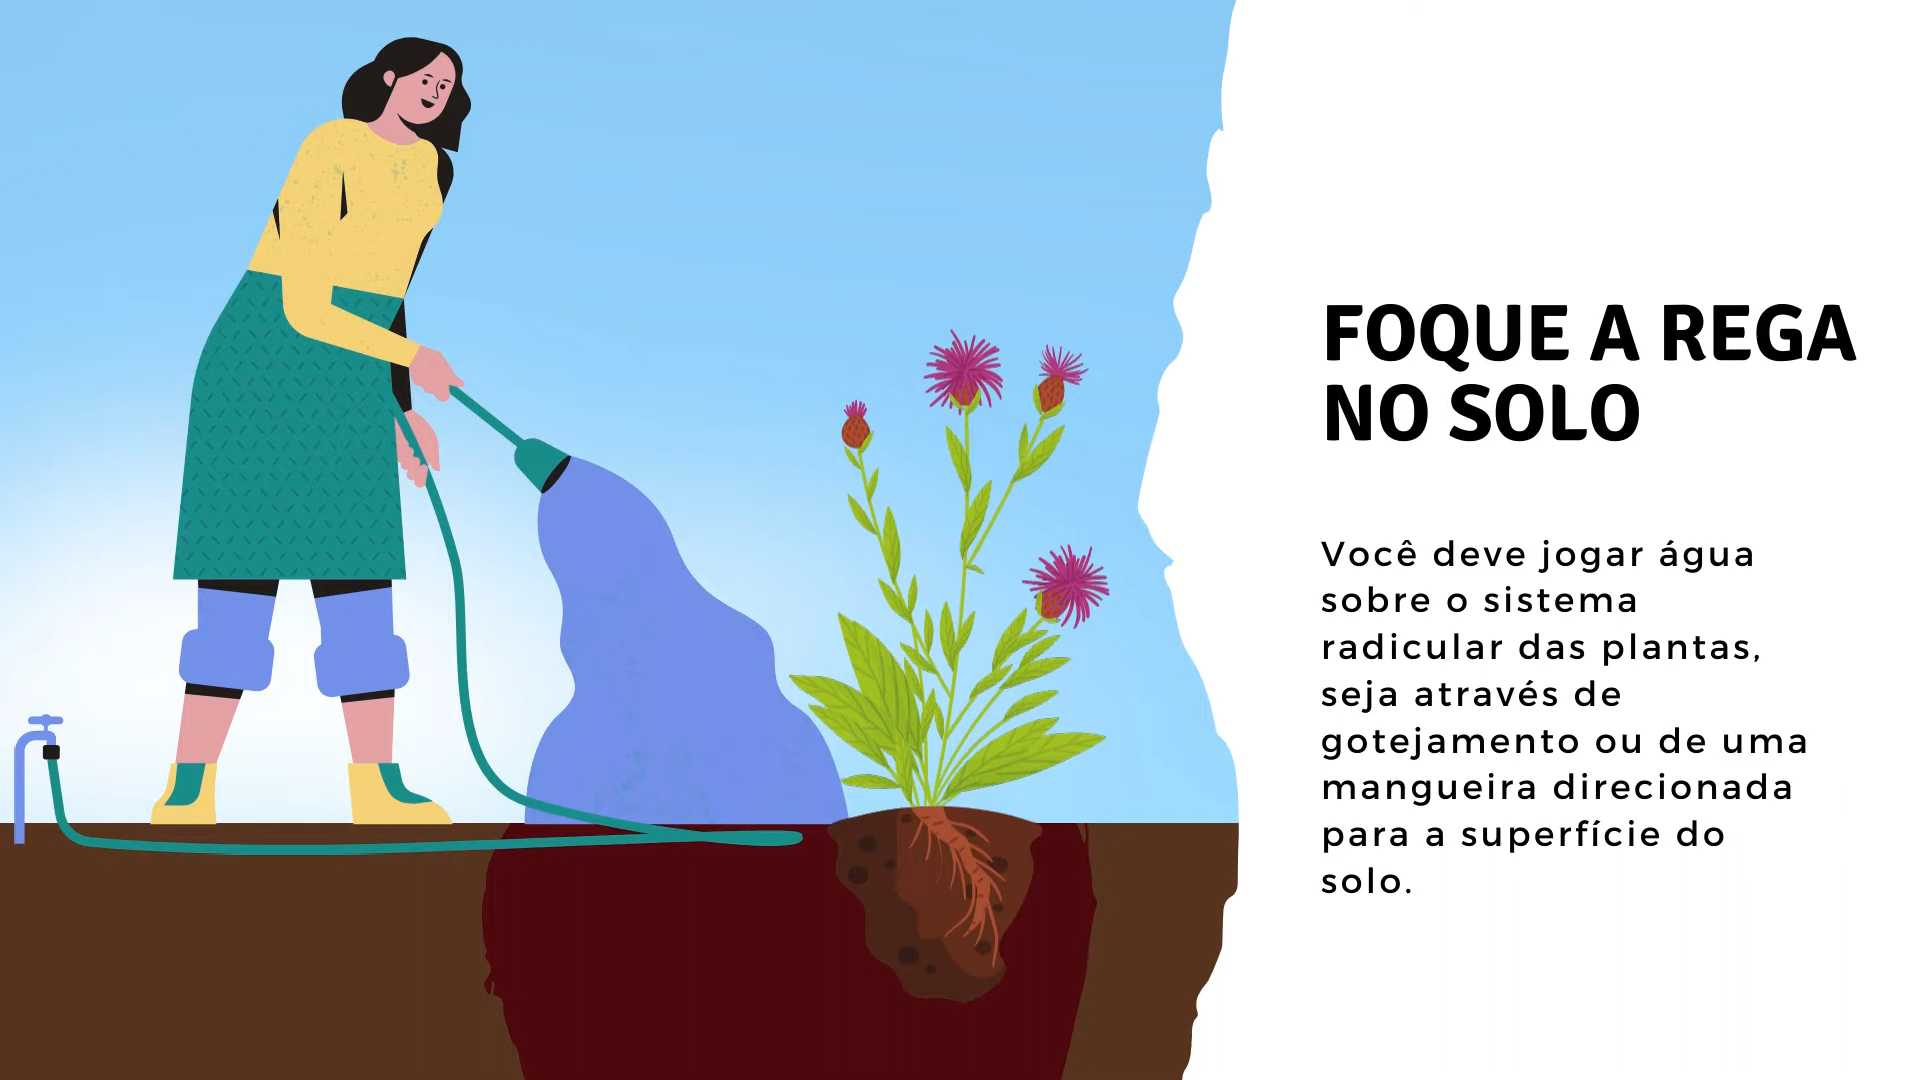 FOQUE A REGA
NO SOLO
Você deve jogar água
sobre o sistema
radicular das plantas,
seja através de
gotejamento ou de uma
mangueira direcionada
para a superfície do
solo.